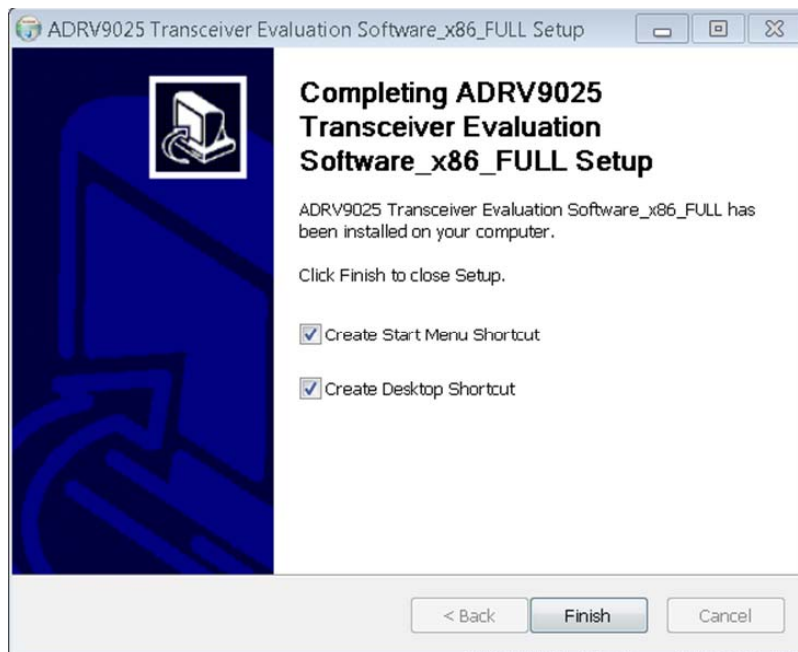 ADRV9025 Transceiver Evaluation Software_x86_FULL Setup
Completing ADRV9025
Transceiver Evaluation
Software_x86_FULL Setup
ADRV9025 Transceiver Evaluation Software_x86_FULL has
been installed on your computer.
Click Finish to close Setup.
Create Start Menu Shortcut
Create Desktop Shortcut
< Back Finish Cancel